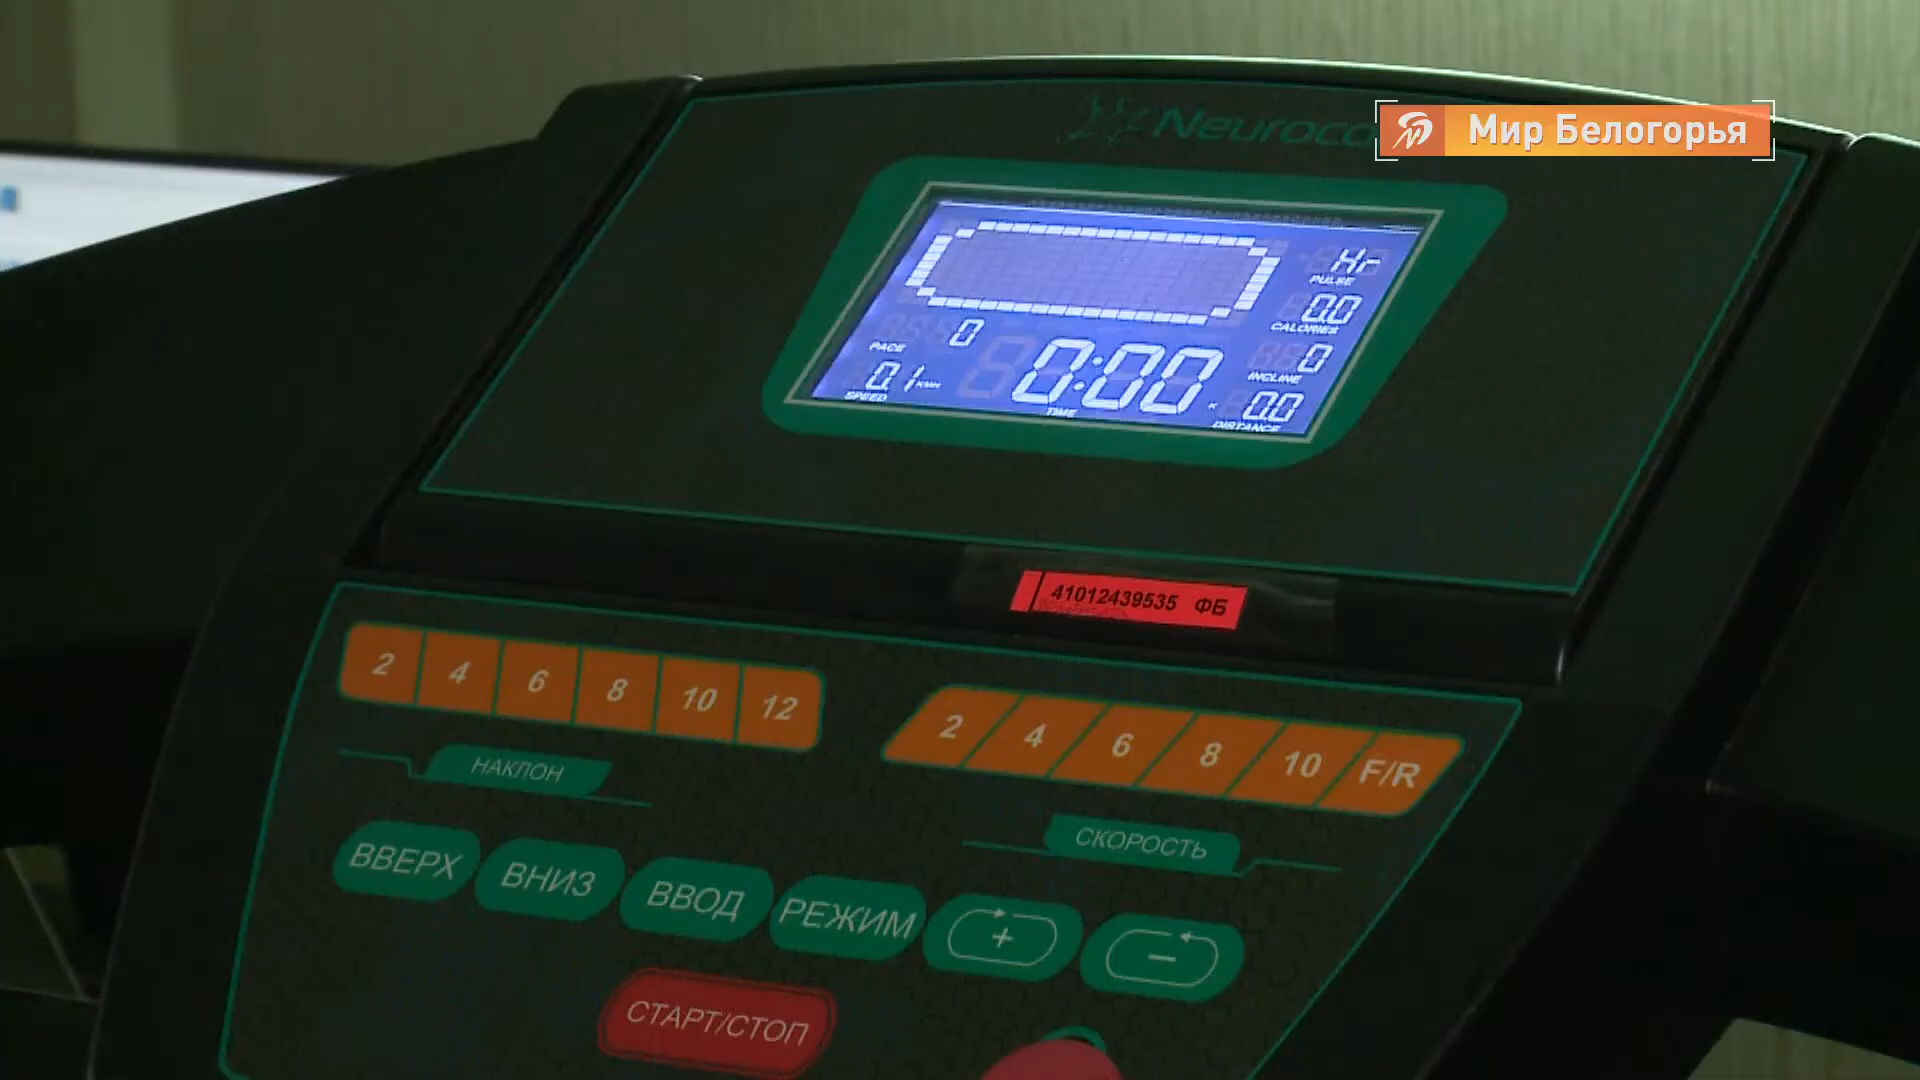 Neuroco
Мир Белогорья
Hr
PULSE
0.0
CALORIES
0
PACE
0
INCLINE
0.1 KMH
SPEED
0:00
TIME
K 0.0
DISTANCE
41012439535 ФБ
2 4 6 8 10 12
2 4 6 8 10 F/R
НАКЛОН
СКОРОСТЬ
ВВЕРХ ВНИЗ ВВОД РЕЖИМ + −
СТАРТ/СТОП